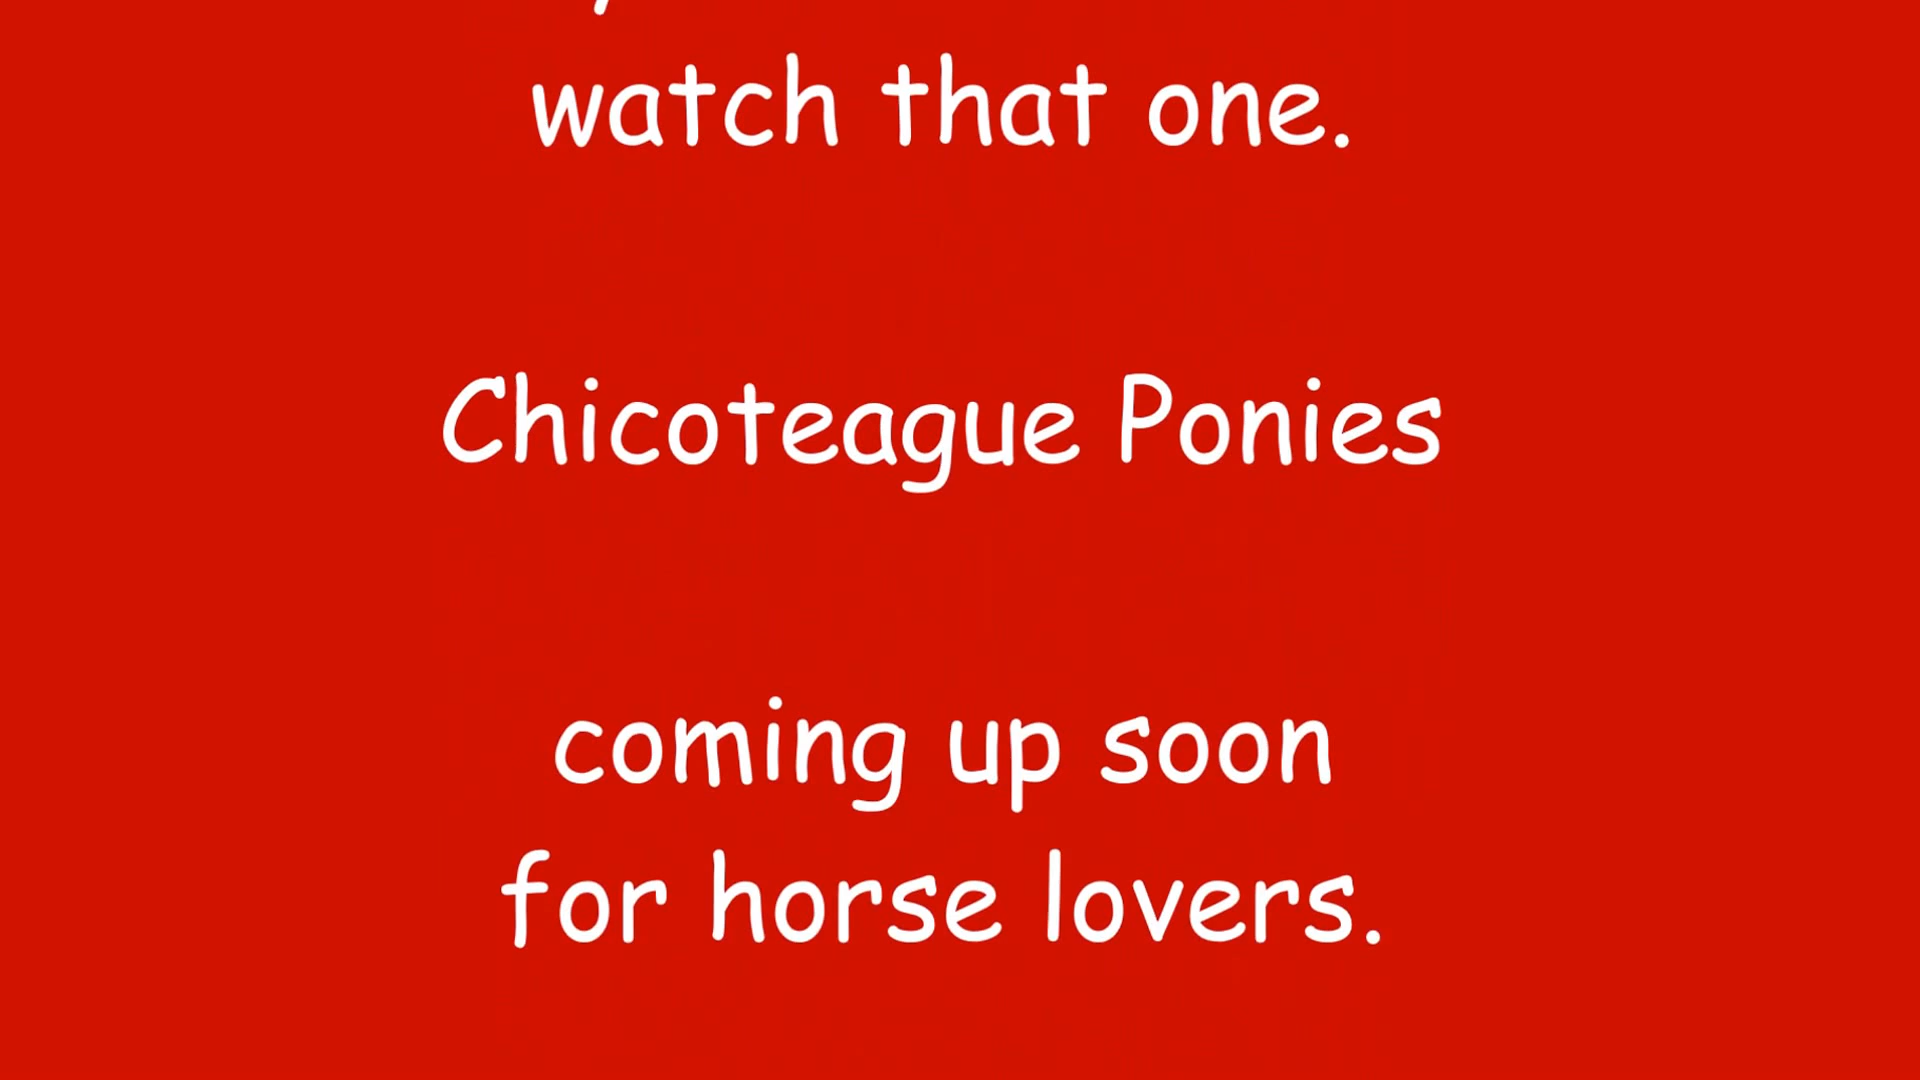 watch that one.
Chicoteague Ponies
coming up soon
for horse lovers.